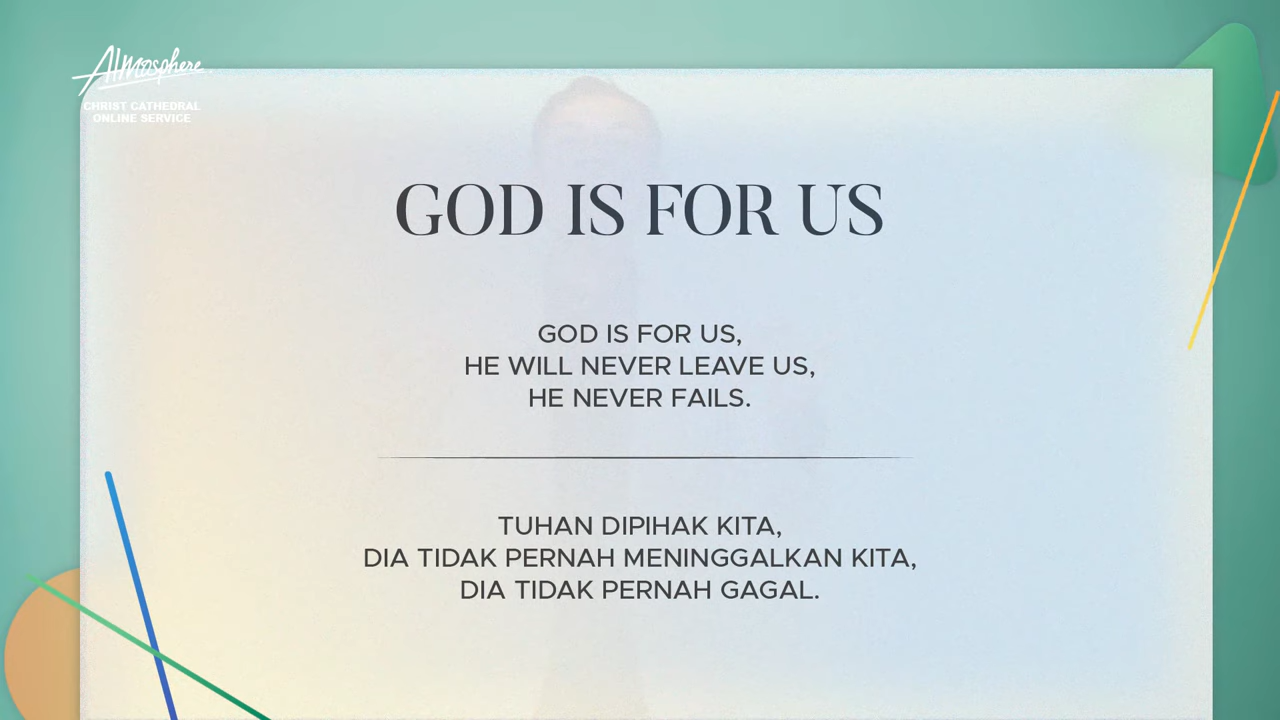 Atmosphere
CHRIST CATHEDRAL
ONLINE SERVICE
GOD IS FOR US
GOD IS FOR US,
HE WILL NEVER LEAVE US,
HE NEVER FAILS.
TUHAN DIPIHAK KITA,
DIA TIDAK PERNAH MENINGGALKAN KITA,
DIA TIDAK PERNAH GAGAL.